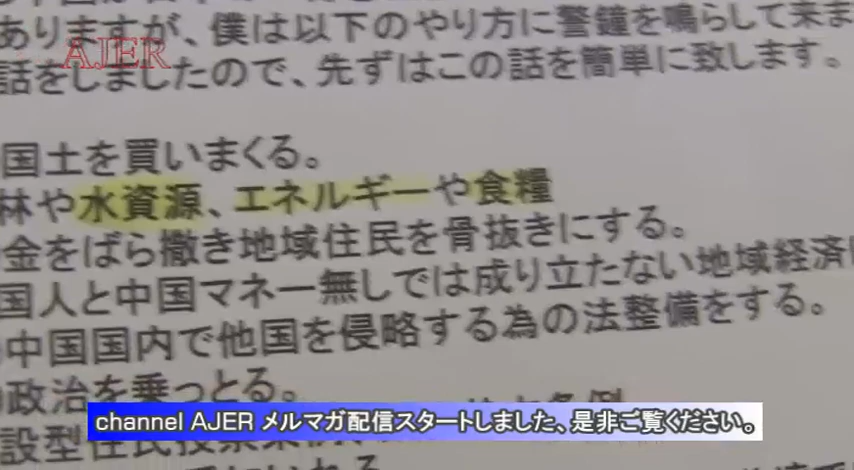 ありますが、僕は以下のやり方に警鐘を鳴らして来ま
AJER
話をしましたので、先ずはこの話を簡単に致します。
国土を買いまくる。
林や水資源、エネルギーや食糧
金をばら撒き地域住民を骨抜きにする。
国人と中国マネー無しでは成り立たない地域経済
中国国内で他国を侵略する為の法整備をする。
政治を乗っとる。
channel AJER メルマガ配信スタートしました、是非ご覧ください。
設型住民投票